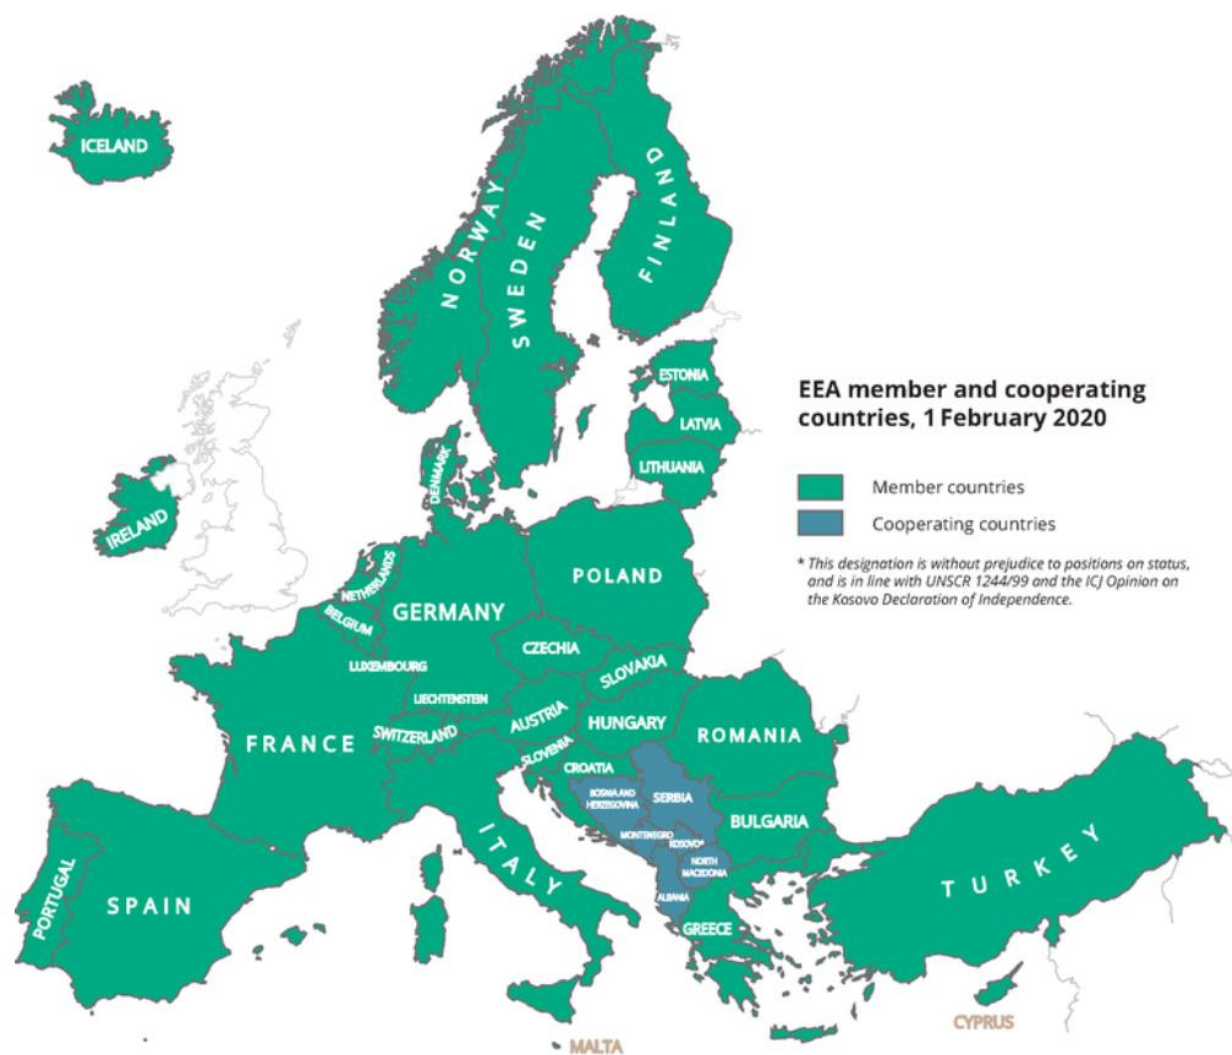 ICELAND
NORWAY
SWEDEN
FINLAND
ESTONIA
LATVIA
LITHUANIA
EEA member and cooperating
countries, 1 February 2020
Member countries
Cooperating countries
* This designation is without prejudice to positions on status,
and is in line with UNSCR 1244/99 and the ICJ Opinion on
the Kosovo Declaration of Independence.
DENMARK
IRELAND
NETHERLANDS
BELGIUM
GERMANY
POLAND
LUXEMBOURG
CZECHIA
SLOVAKIA
LIECHTENSTEIN
AUSTRIA
HUNGARY
FRANCE
SWITZERLAND
SLOVENIA
CROATIA
ROMANIA
BOSNIA AND
HERZEGOVINA
SERBIA
MONTENEGRO
KOSOVO*
BULGARIA
NORTH
MACEDONIA
ALBANIA
PORTUGAL
SPAIN
ITALY
GREECE
TURKEY
CYPRUS
MALTA